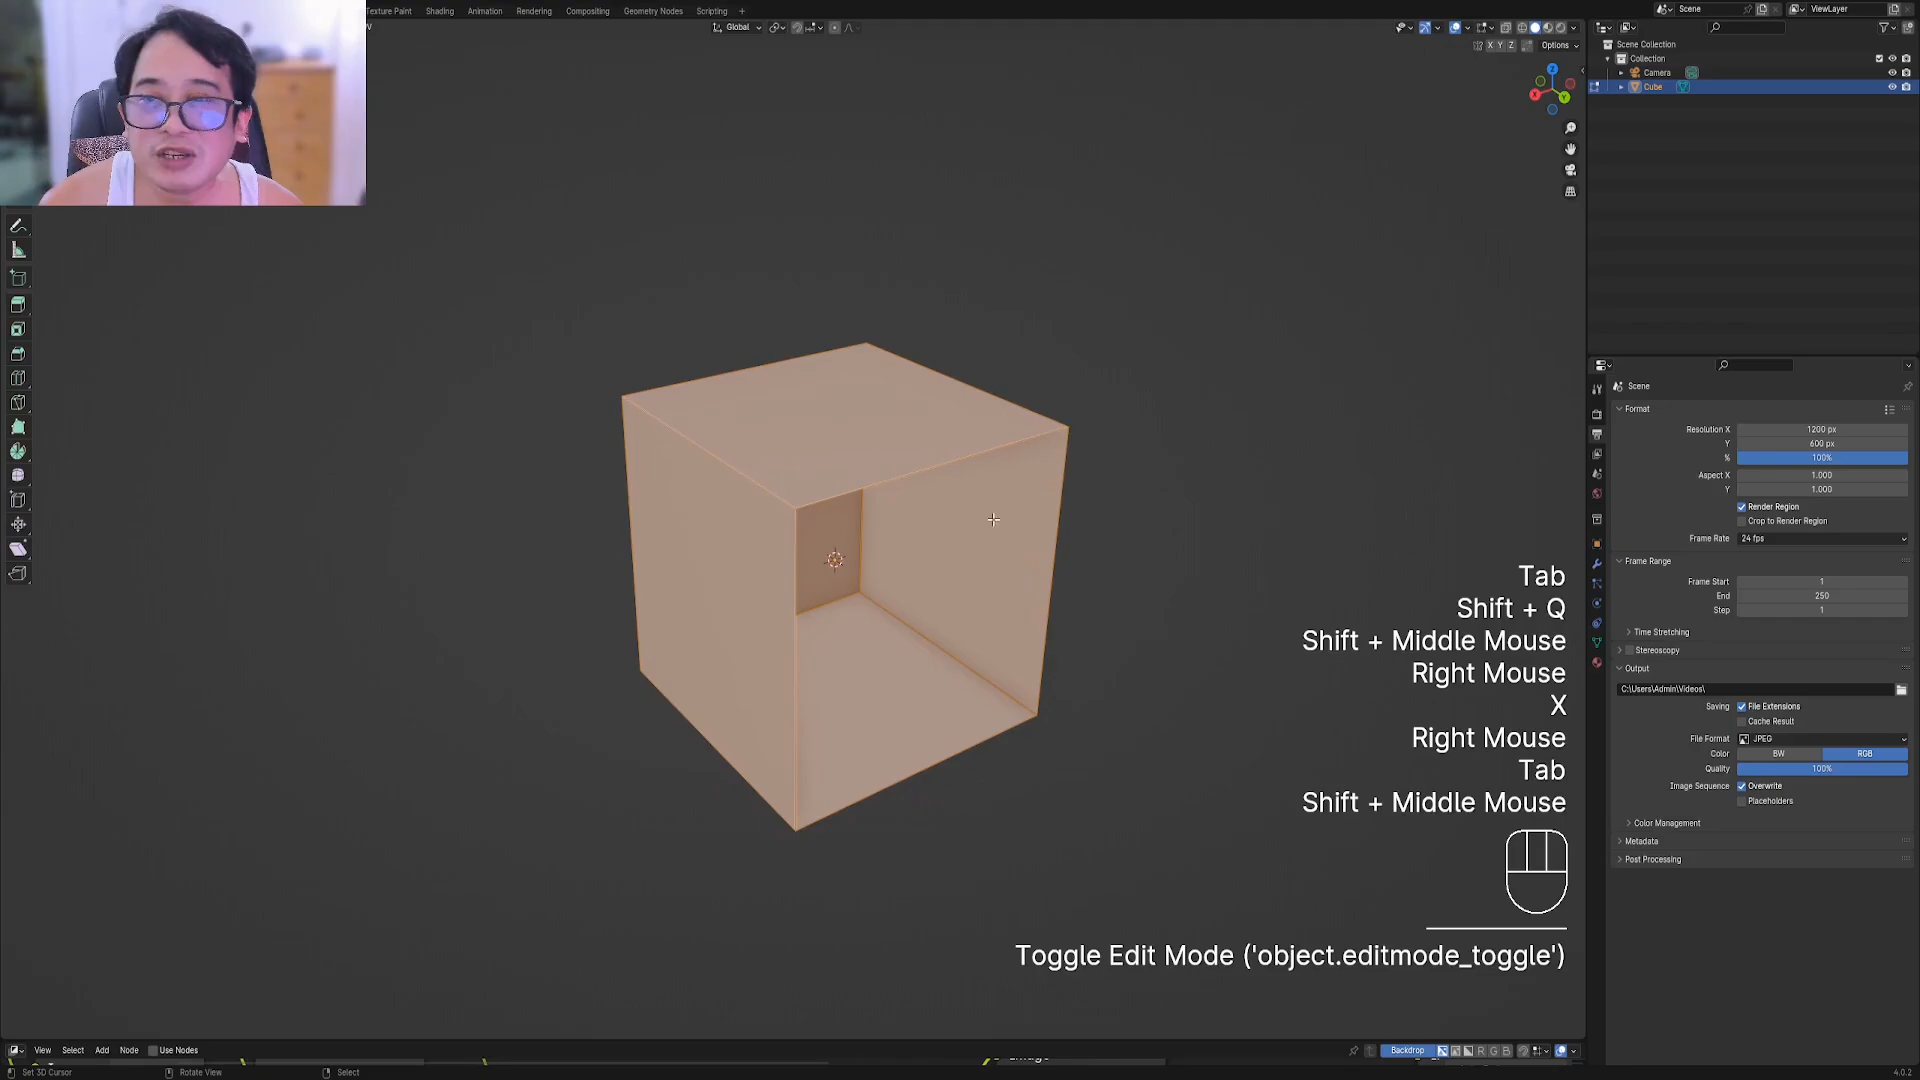 Texture Paint Shading Animation Rendering Compositing Geometry Nodes Scripting +
Scene ViewLayer
Global
X Y Z Options
Z
X
Y
Scene Collection
Collection
Camera
Cube
Scene
Format
Resolution X 1200 px
Y 600 px
% 100%
Aspect X 1.000
Y 1.000
Render Region
Crop to Render Region
Frame Rate 24 fps
Frame Range
Frame Start 1
End 250
Step 1
Time Stretching
Stereoscopy
Output
C:\Users\Admin\Videos\
Saving File Extensions
Cache Result
File Format JPEG
Color BW RGB
Quality 100%
Image Sequence Overwrite
Placeholders
Color Management
Metadata
Post Processing
Tab
Shift + Q
Shift + Middle Mouse
Right Mouse
X
Right Mouse
Tab
Shift + Middle Mouse
Toggle Edit Mode ('object.editmode_toggle')
View Select Add Node Use Nodes
Backdrop R G B
Set 3D Cursor Rotate View Select
4.0.2